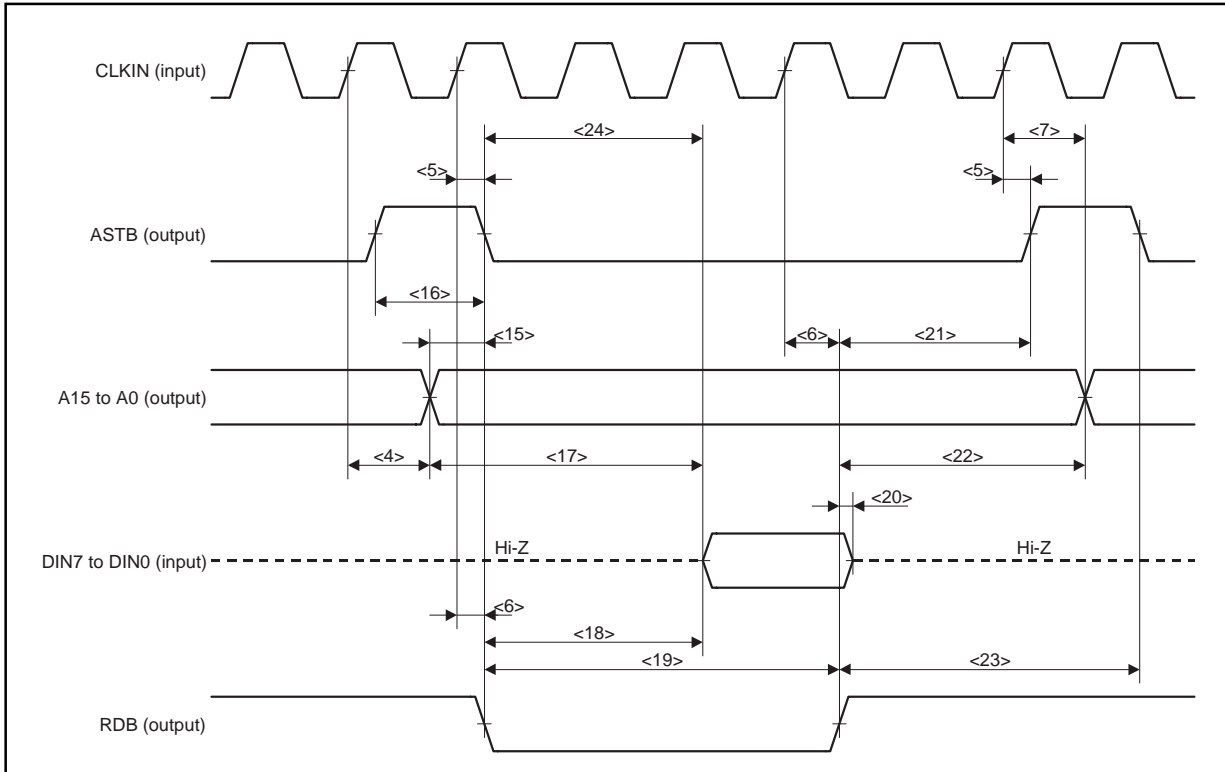 CLKIN (input)
<24>
<7>
<5>
<5>
ASTB (output)
<16>
<15>
<6>
<21>
A15 to A0 (output)
<4>
<17>
<22>
<20>
DIN7 to DIN0 (input)
Hi-Z
Hi-Z
<6>
<18>
<19>
<23>
RDB (output)